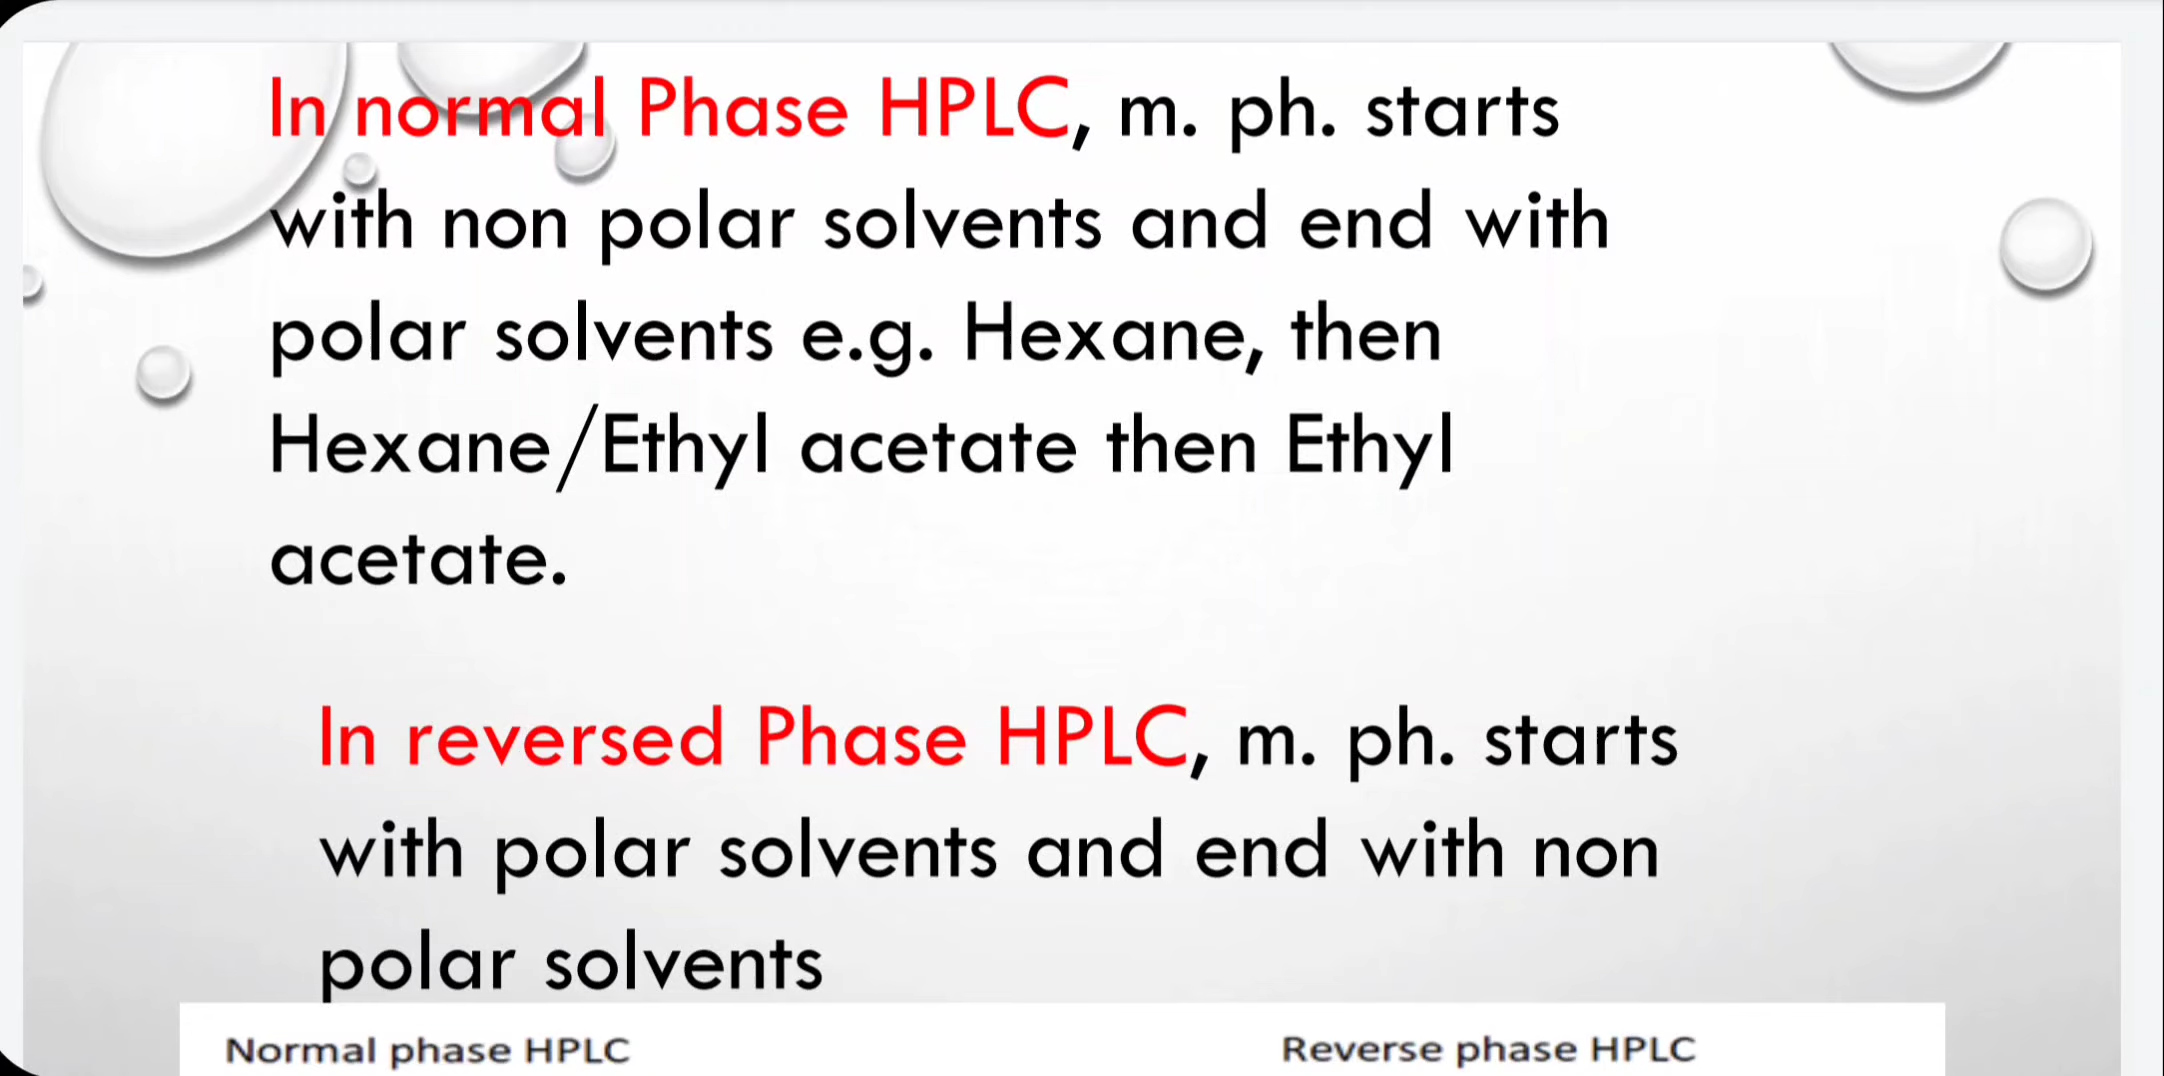 In normal Phase HPLC, m. ph. starts
with non polar solvents and end with
polar solvents e.g. Hexane, then
Hexane/Ethyl acetate then Ethyl
acetate.
In reversed Phase HPLC, m. ph. starts
with polar solvents and end with non
polar solvents
Normal phase HPLC
Reverse phase HPLC